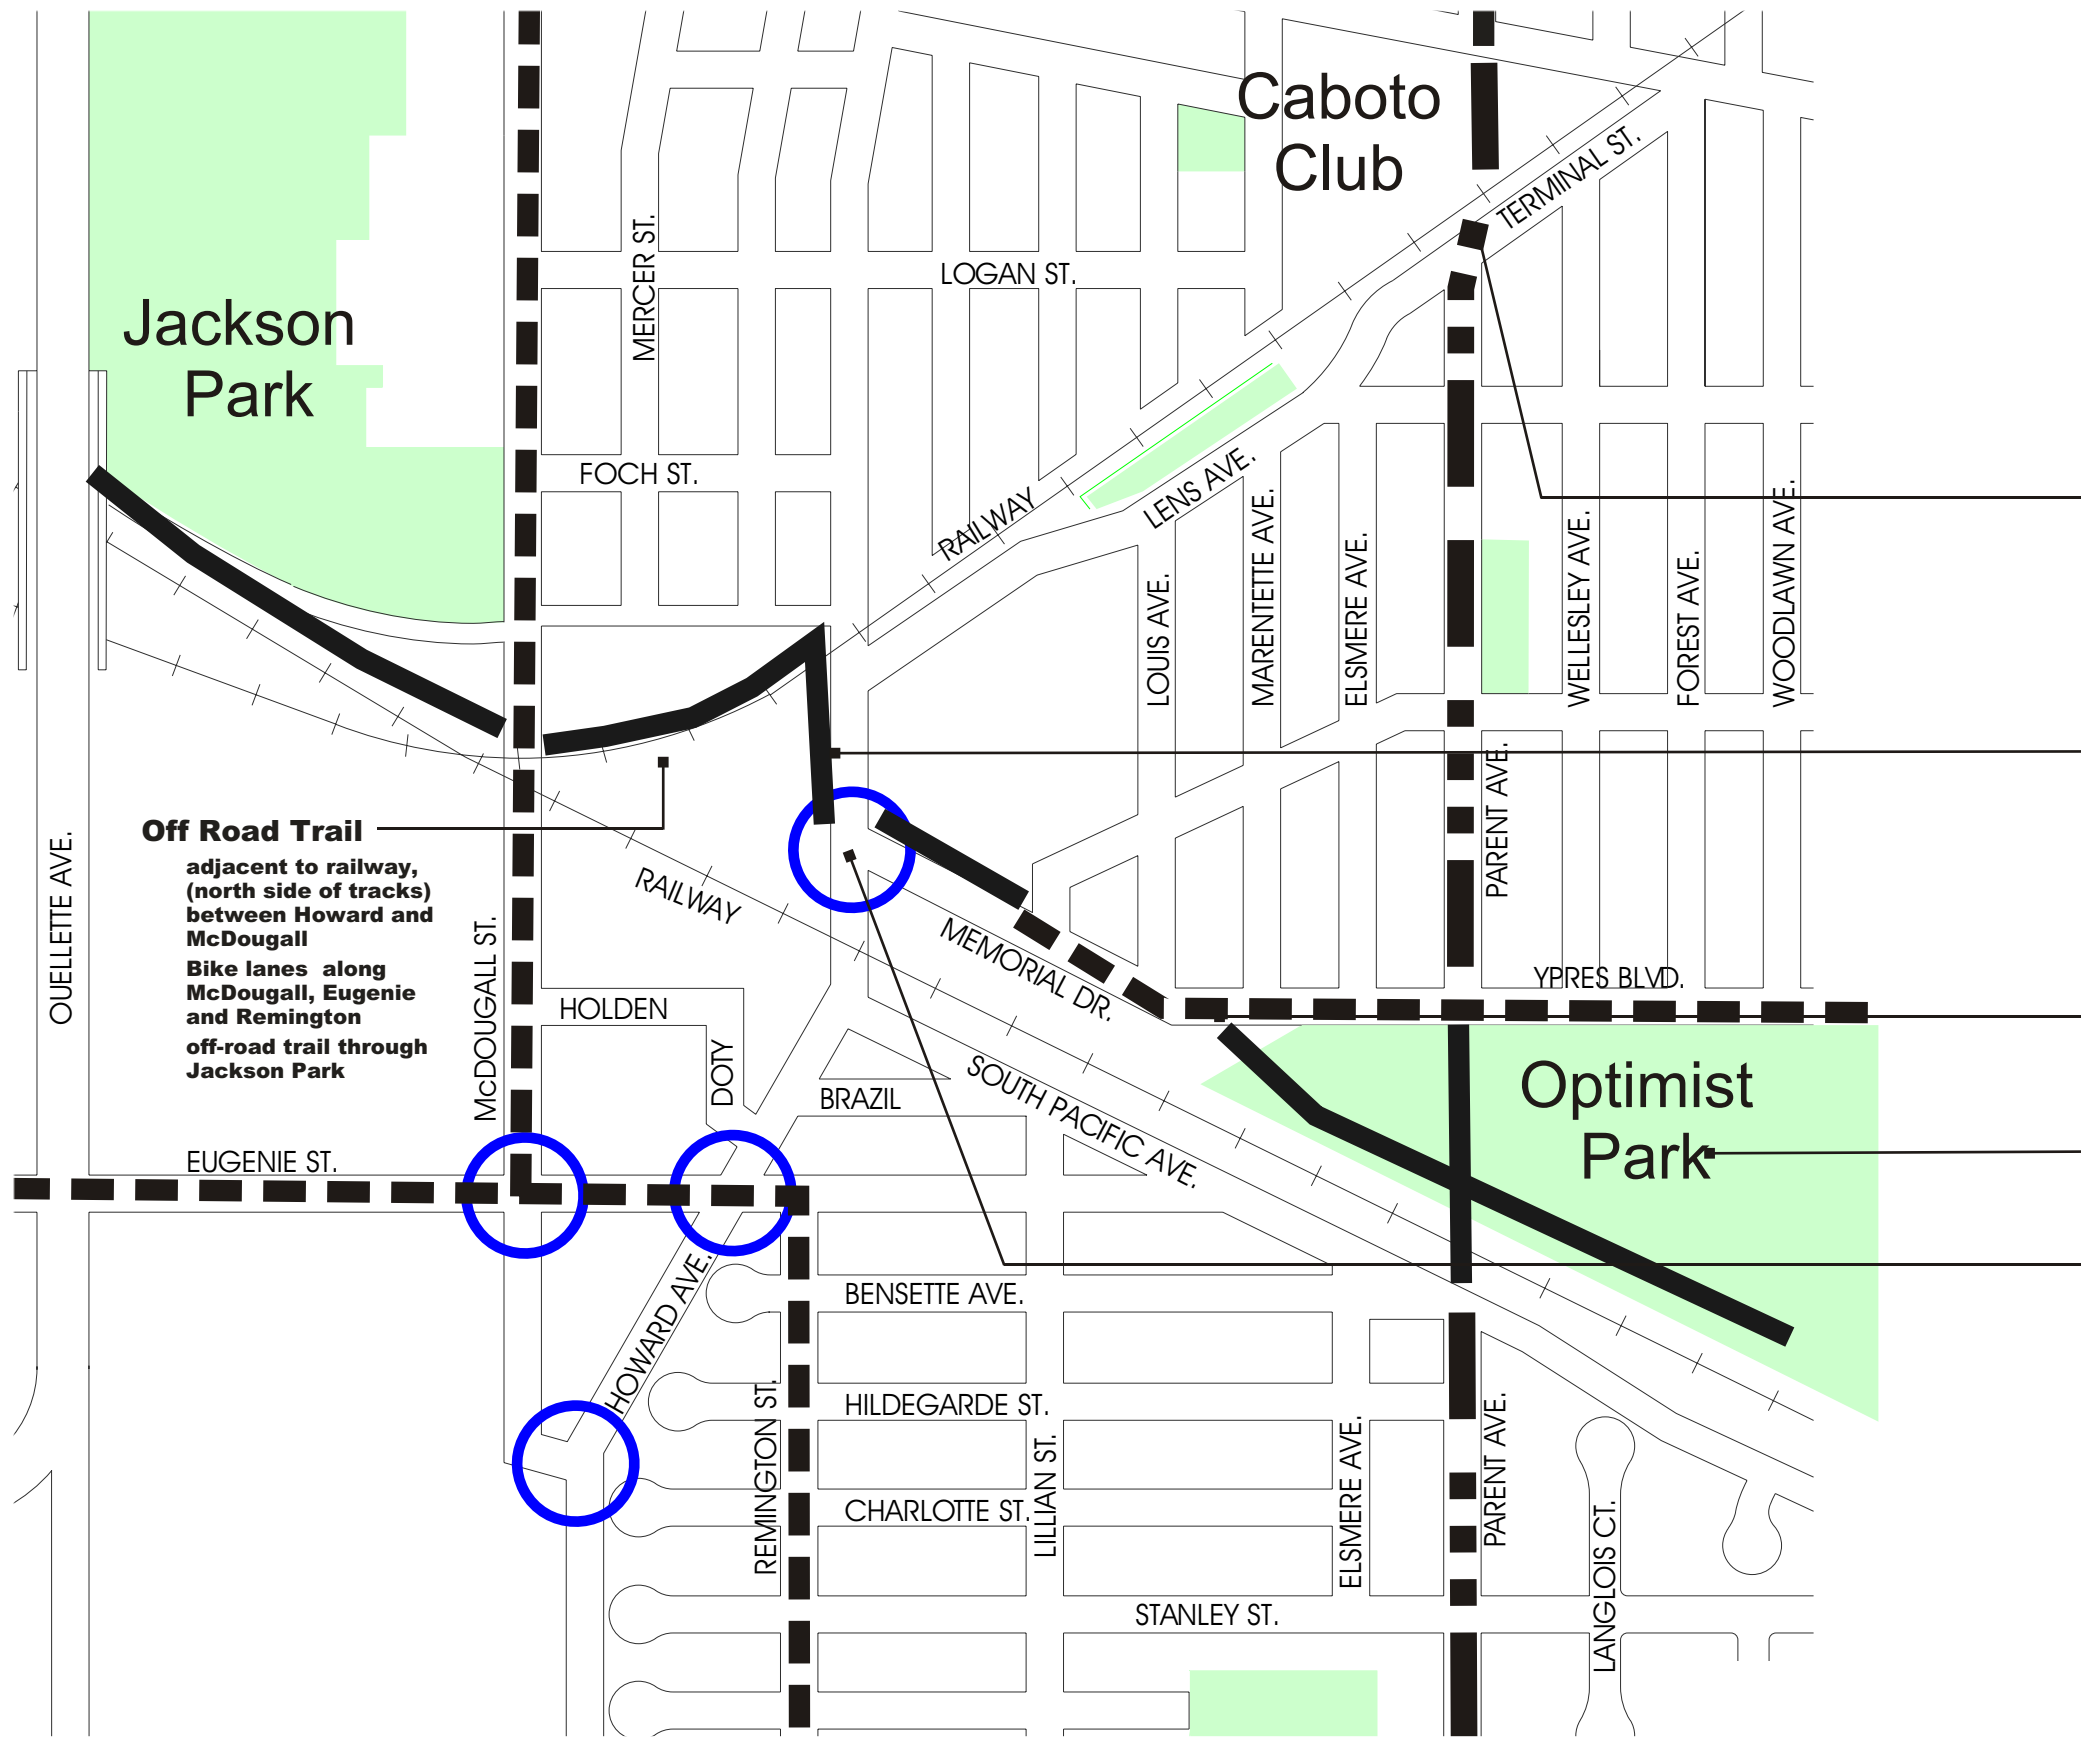 Caboto
Club
TERMINAL ST.
MERCER ST.
LOGAN ST.
Jackson
Park
FOCH ST.
RAILWAY
LENS AVE.
LOUIS AVE.
MARENTETTE AVE.
ELSMERE AVE.
WELLESLEY AVE.
FOREST AVE.
WOODLAWN AVE.
PARENT AVE.
OUELLETTE AVE.
Off Road Trail
adjacent to railway,
(north side of tracks)
between Howard and
McDougall
Bike lanes along
McDougall, Eugenie
and Remington
off-road trail through
Jackson Park
McDOUGALL ST.
RAILWAY
MEMORIAL DR.
YPRES BLVD.
HOLDEN
DOTY
BRAZIL
SOUTH PACIFIC AVE.
Optimist
Park
EUGENIE ST.
HOWARD AVE.
BENSETTE AVE.
HILDEGARDE ST.
REMINGTON ST.
CHARLOTTE ST.
LILLIAN ST.
ELSMERE AVE.
PARENT AVE.
LANGLOIS CT.
STANLEY ST.